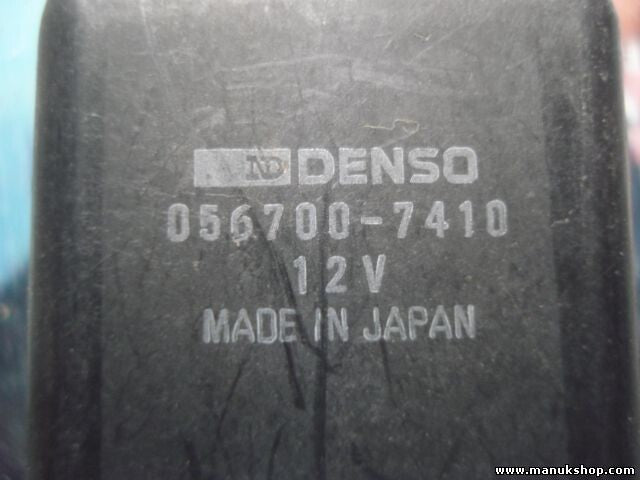 ND DENSO
056700-7410
12V
MADE IN JAPAN
www.manukshop.com